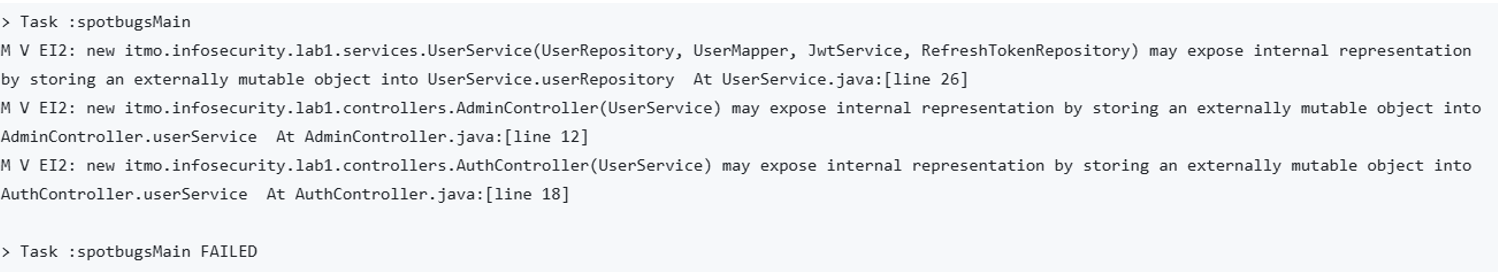 > Task :spotbugsMain
M V EI2: new itmo.infosecurity.lab1.services.UserService(UserRepository, UserMapper, JwtService, RefreshTokenRepository) may expose internal representation
by storing an externally mutable object into UserService.userRepository  At UserService.java:[line 26]
M V EI2: new itmo.infosecurity.lab1.controllers.AdminController(UserService) may expose internal representation by storing an externally mutable object into
AdminController.userService  At AdminController.java:[line 12]
M V EI2: new itmo.infosecurity.lab1.controllers.AuthController(UserService) may expose internal representation by storing an externally mutable object into
AuthController.userService  At AuthController.java:[line 18]
> Task :spotbugsMain FAILED